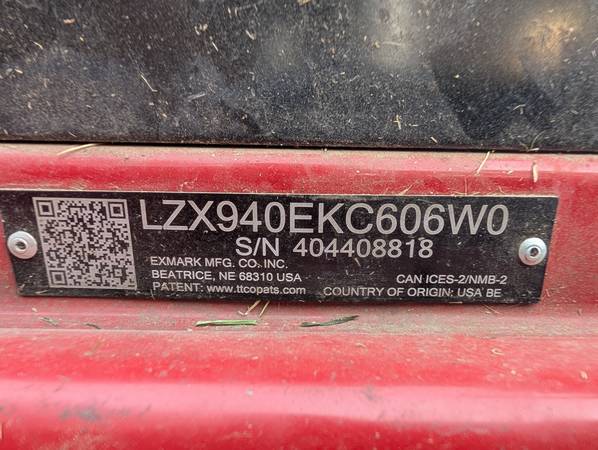 LZX940EKC606W0
S/N 404408818
EXMARK MFG. CO. INC.
BEATRICE, NE 68310 USA
CAN ICES-2/NMB-2
PATENT: www.ttcopats.com
COUNTRY OF ORIGIN: USA BE